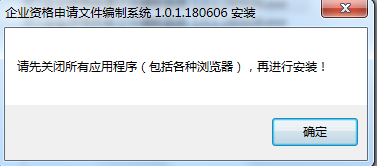 企业资格申请文件编制系统 1.0.1.180606 安装
请先关闭所有应用程序（包括各种浏览器），再进行安装！
确定